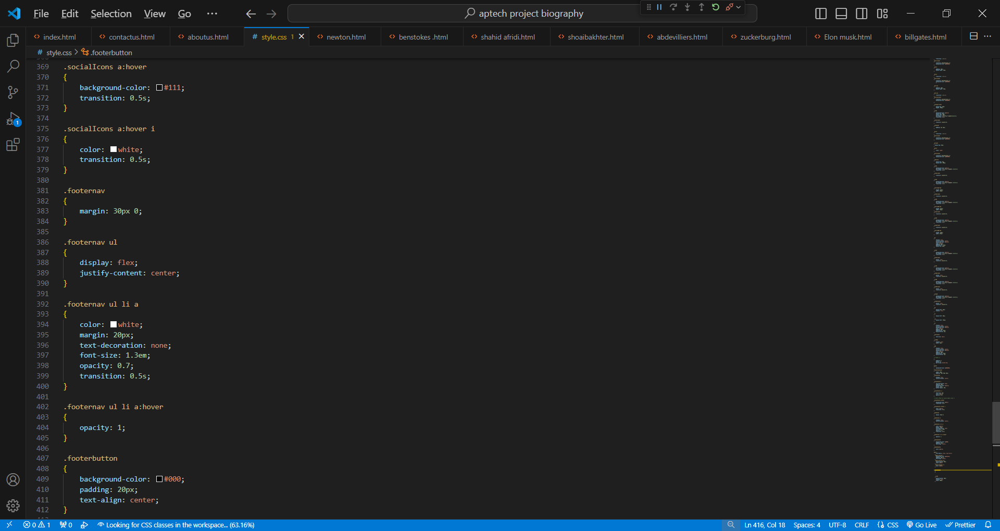 File Edit Selection View Go ··· aptech project biography
index.html contactus.html aboutus.html # style.css 1 newton.html benstokes .html shahid afridi.html shoaibakhter.html abdevilliers.html zuckerburg.html Elon musk.html billgates.html ···
# style.css > .footerbutton
369 .socialIcons a:hover
370 {
371 background-color: #111;
372 transition: 0.5s;
373 }
374
375 .socialIcons a:hover i
376 {
377 color: white;
378 transition: 0.5s;
379 }
380
381 .footernav
382 {
383 margin: 30px 0;
384 }
385
386 .footernav ul
387 {
388 display: flex;
389 justify-content: center;
390 }
391
392 .footernav ul li a
393 {
394 color: white;
395 margin: 20px;
396 text-decoration: none;
397 font-size: 1.3em;
398 opacity: 0.7;
399 transition: 0.5s;
400 }
401
402 .footernav ul li a:hover
403 {
404 opacity: 1;
405 }
406
407 .footerbutton
408 {
409 background-color: #000;
410 padding: 20px;
411 text-align: center;
412 }
1
0 1 0 Looking for CSS classes in the workspace... (63.16%) Ln 416, Col 18 Spaces: 4 UTF-8 CRLF {} CSS Go Live Prettier